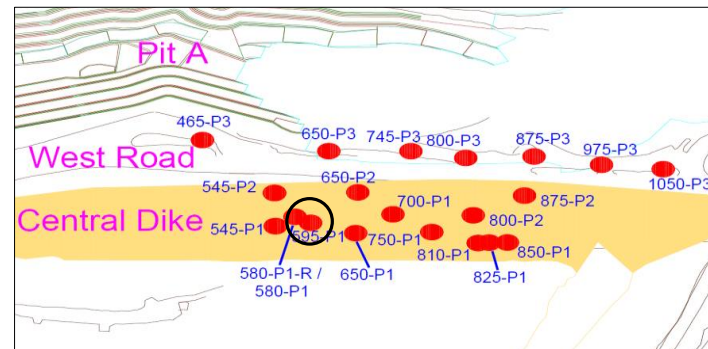 Pit A
465-P3
650-P3
745-P3
800-P3
875-P3
975-P3
1050-P3
West Road
545-P2
650-P2
700-P1
875-P2
Central Dike
800-P2
545-P1
595-P1
750-P1
810-P1
850-P1
580-P1-R /
580-P1
650-P1
825-P1